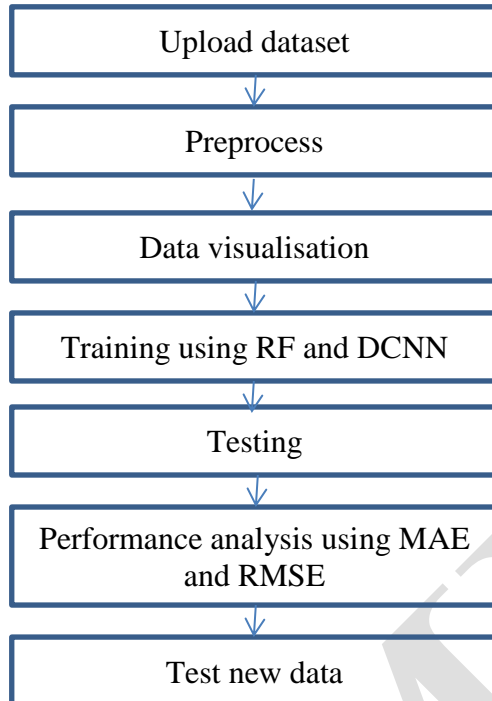 Upload dataset
Preprocess
Data visualisation
Training using RF and DCNN
Testing
Performance analysis using MAE
and RMSE
Test new data